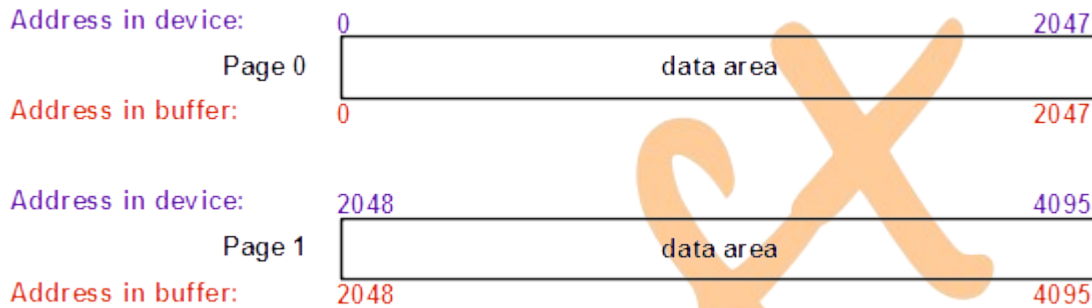 Address in device: 0 2047
Page 0 data area
Address in buffer: 0 2047
Address in device: 2048 4095
Page 1 data area
Address in buffer: 2048 4095